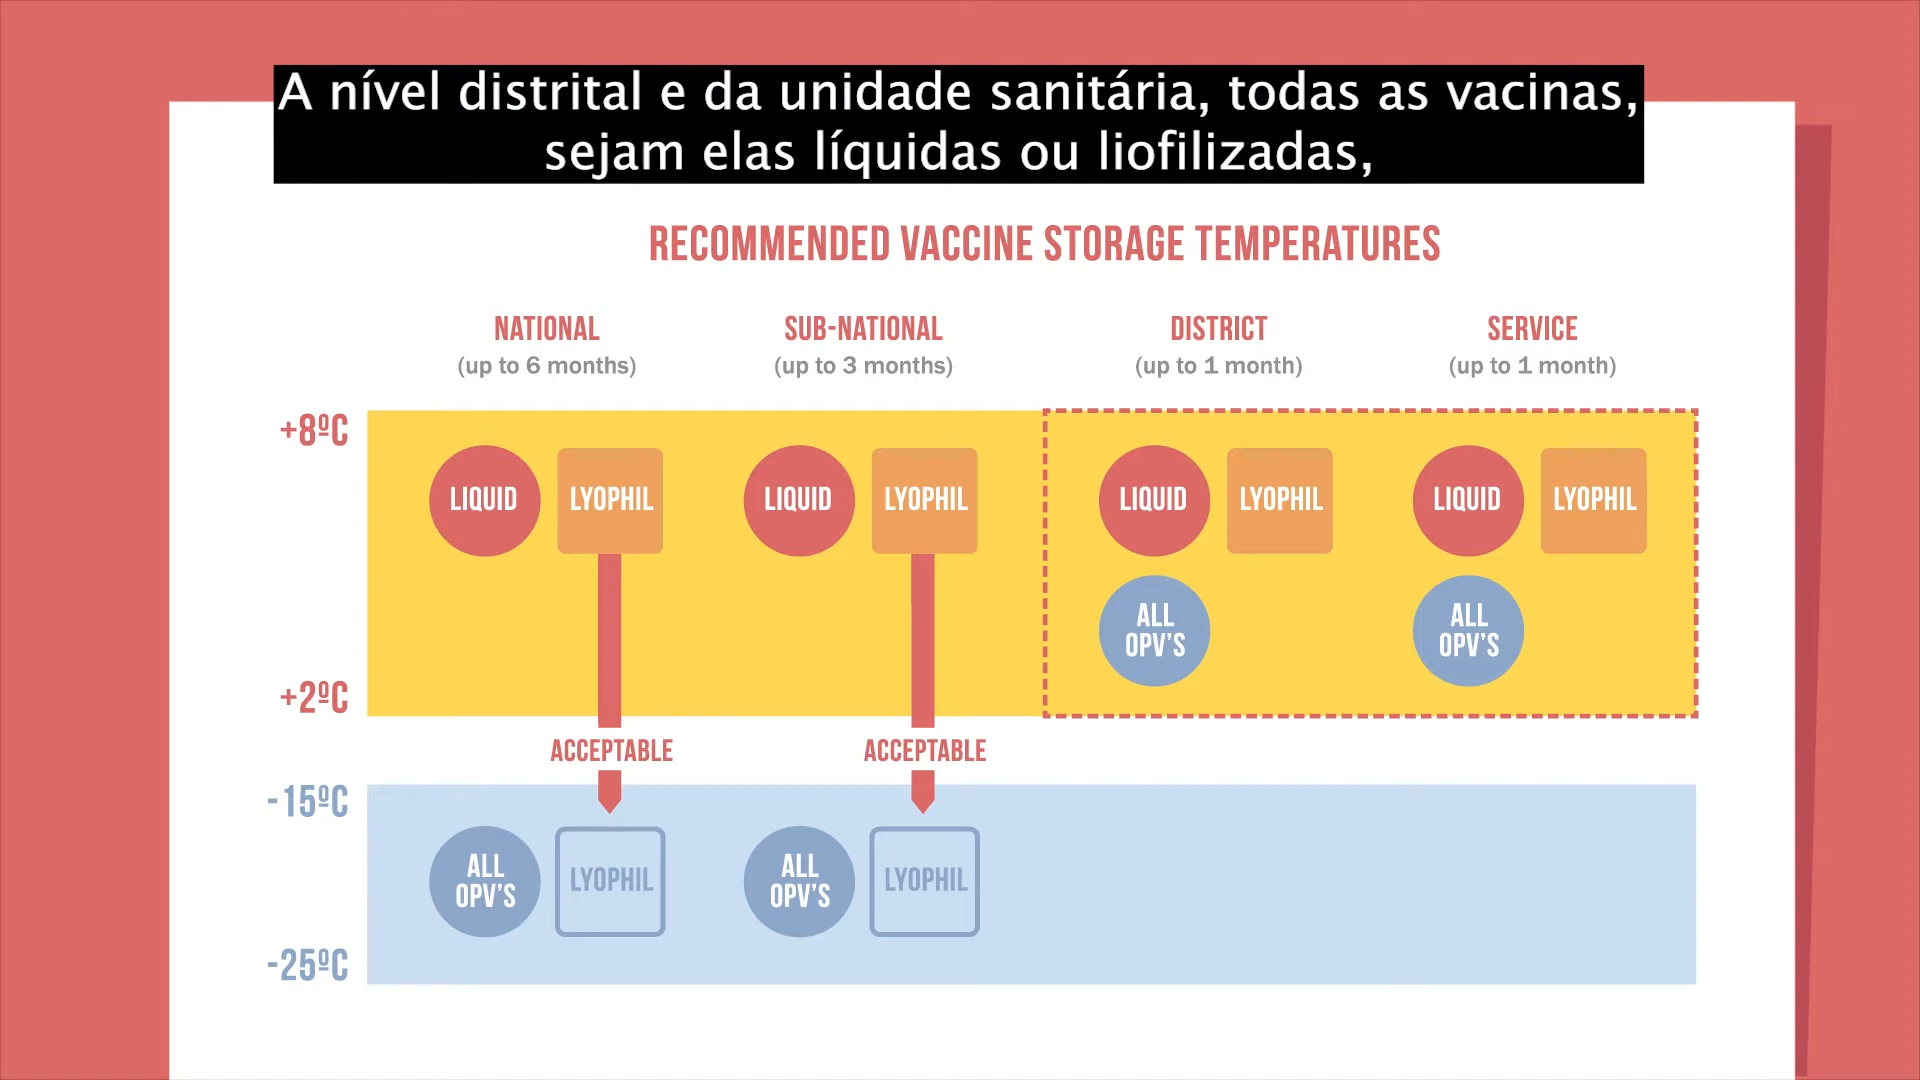 A nível distrital e da unidade sanitária, todas as vacinas,
sejam elas líquidas ou liofilizadas,
RECOMMENDED VACCINE STORAGE TEMPERATURES
NATIONAL
(up to 6 months)
SUB-NATIONAL
(up to 3 months)
DISTRICT
(up to 1 month)
SERVICE
(up to 1 month)
+8ºC
LIQUID
LYOPHIL
LIQUID
LYOPHIL
LIQUID
LYOPHIL
LIQUID
LYOPHIL
ALL
OPV'S
ALL
OPV'S
+2ºC
ACCEPTABLE
ACCEPTABLE
-15ºC
ALL
OPV'S
LYOPHIL
ALL
OPV'S
LYOPHIL
-25ºC